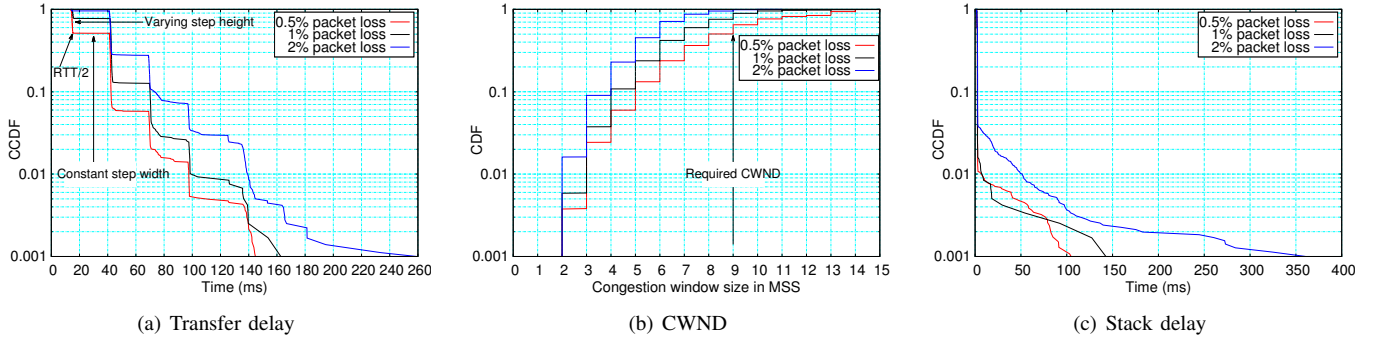 1
0.1
0.01
0.001
CCDF
0 20 40 60 80 100 120 140 160 180 200 220 240 260
Time (ms)
Varying step height
RTT/2
Constant step width
0.5% packet loss
1% packet loss
2% packet loss
(a) Transfer delay
1
0.1
0.01
0.001
CDF
0 1 2 3 4 5 6 7 8 9 10 11 12 13 14 15
Congestion window size in MSS
0.5% packet loss
1% packet loss
2% packet loss
Required CWND
(b) CWND
1
0.1
0.01
0.001
CCDF
0 50 100 150 200 250 300 350 400
Time (ms)
0.5% packet loss
1% packet loss
2% packet loss
(c) Stack delay